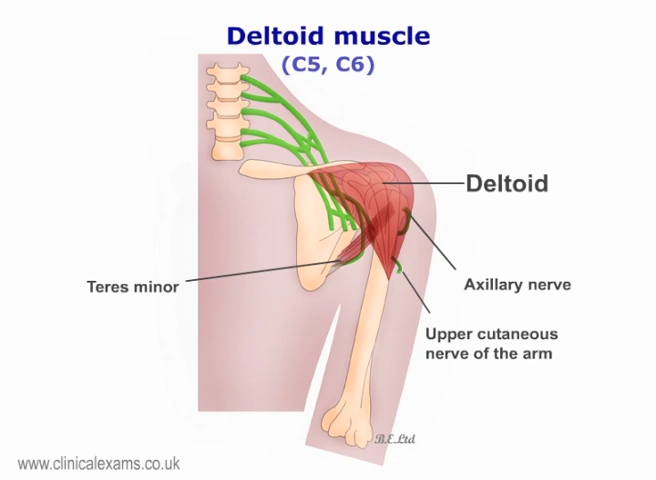 Deltoid muscle
(C5, C6)
Deltoid
Teres minor
Axillary nerve
Upper cutaneous
nerve of the arm
B.E.Ltd
www.clinicalexams.co.uk